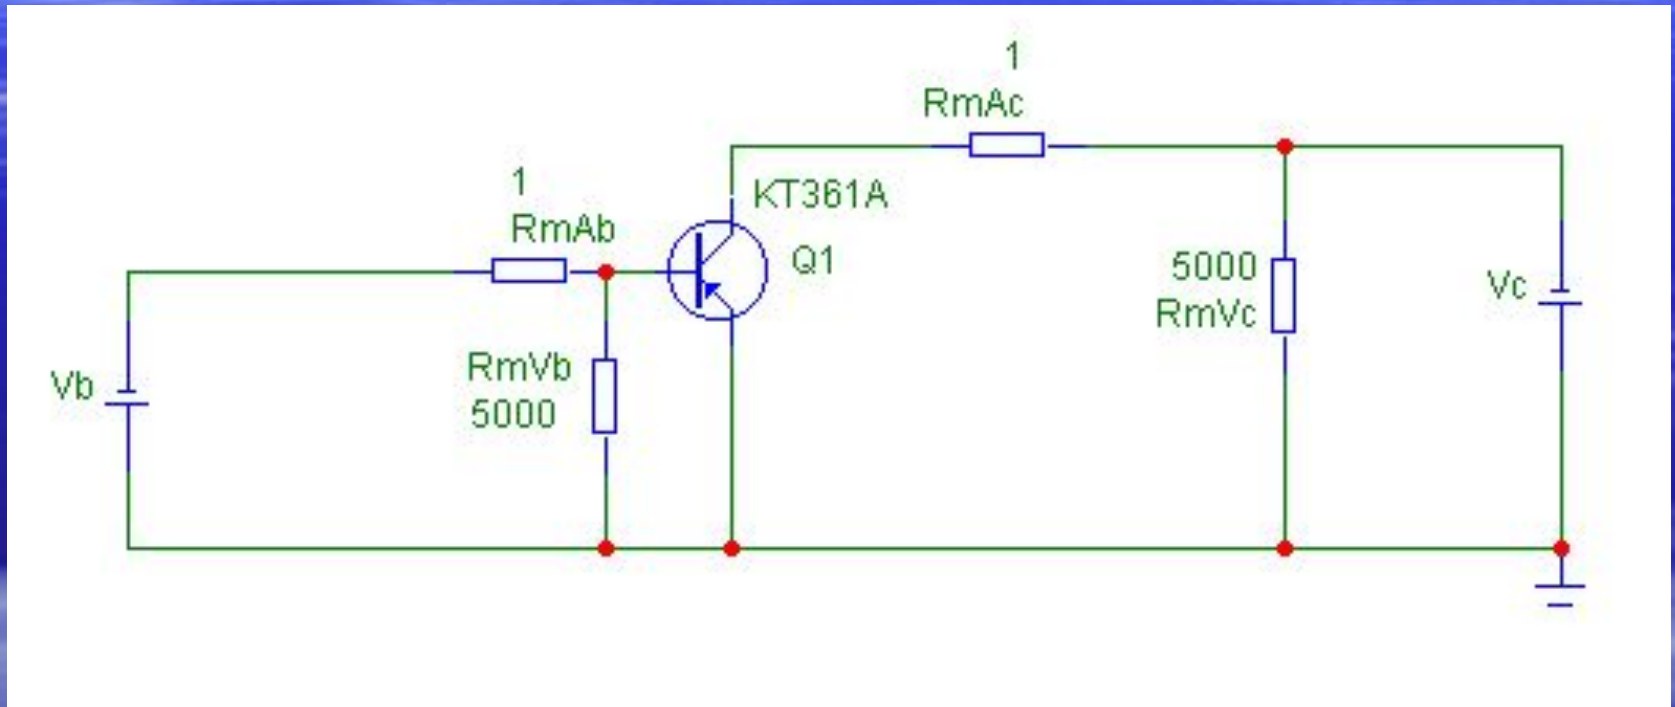 1
RmAc
KT361A
1
RmAb
Q1
5000
RmVc
Vc
RmVb
5000
Vb